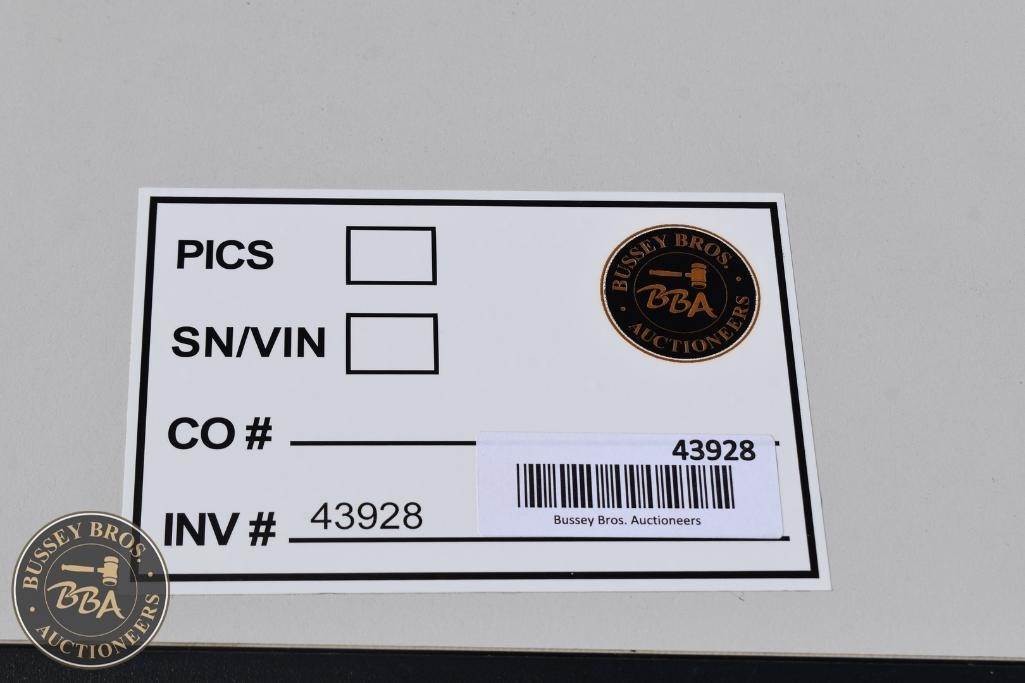 PICS
BUSSEY BROS.
BBA
AUCTIONEERS
SN/VIN
CO #
43928
Bussey Bros. Auctioneers
INV # 43928
BUSSEY BROS.
BBA
AUCTIONEERS